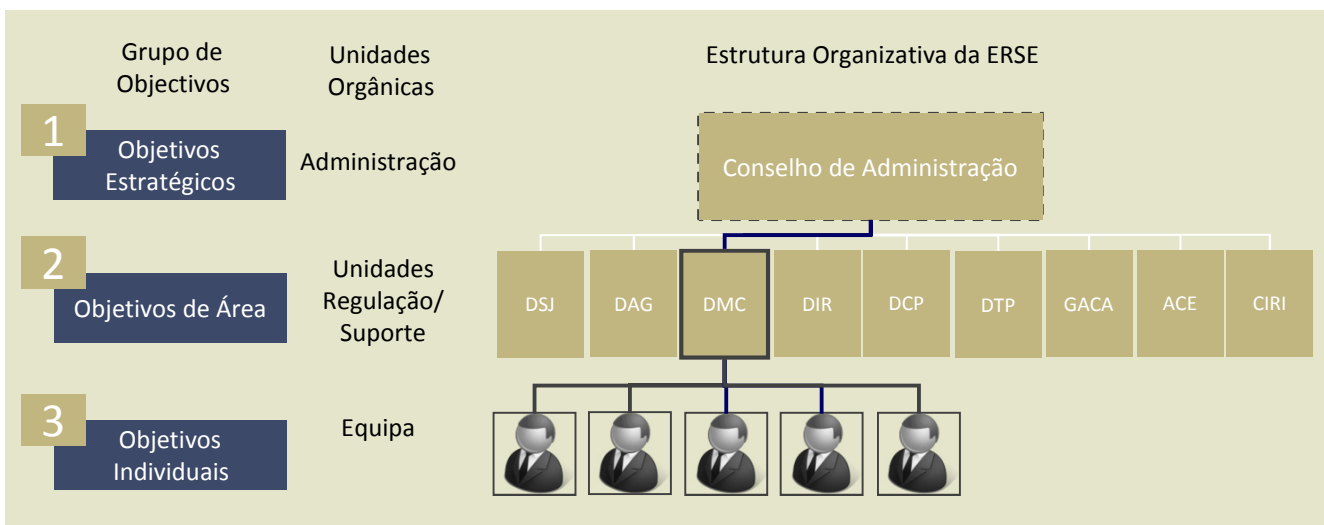 Grupo de
Objectivos
Unidades
Orgânicas
Estrutura Organizativa da ERSE
1
Objetivos
Estratégicos
Administração
Conselho de Administração
2
Objetivos de Área
Unidades
Regulação/
Suporte
DSJ DAG DMC DIR DCP DTP GACA ACE CIRI
3
Objetivos
Individuais
Equipa